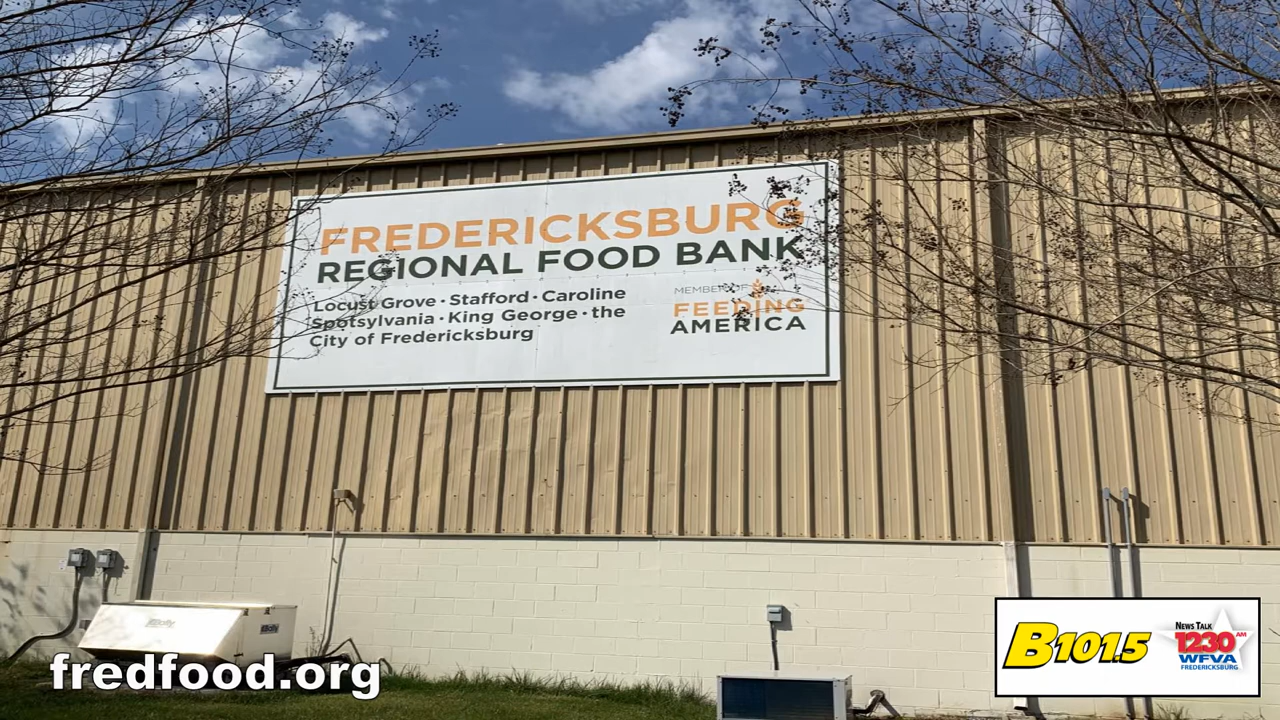 FREDERICKSBURG
REGIONAL FOOD BANK
Locust Grove · Stafford · Caroline
Spotsylvania · King George · the
City of Fredericksburg
MEMBER OF
FEEDING
AMERICA
fredfood.org
B101.5
NEWS TALK
1230 AM
WFVA
FREDERICKSBURG